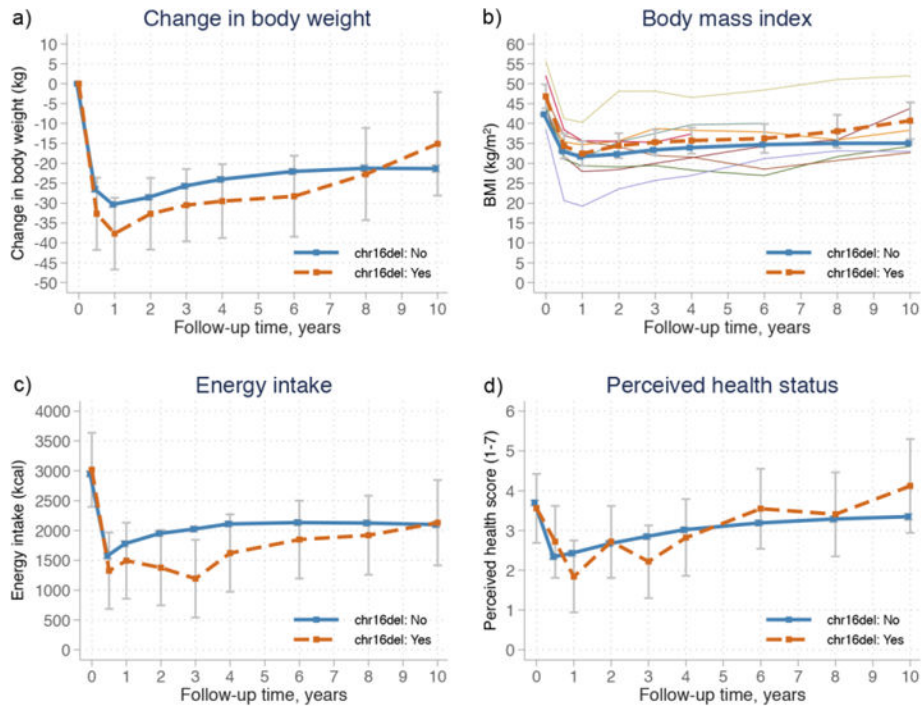 a) Change in body weight
Change in body weight (kg)
10
5
0
-5
-10
-15
-20
-25
-30
-35
-40
-45
-50
chr16del: No
chr16del: Yes
0 1 2 3 4 5 6 7 8 9 10
Follow-up time, years
b) Body mass index
BMI (kg/m²)
60
55
50
45
40
35
30
25
20
15
10
5
0
chr16del: No
chr16del: Yes
0 1 2 3 4 5 6 7 8 9 10
Follow-up time, years
c) Energy intake
Energy intake (kcal)
4000
3500
3000
2500
2000
1500
1000
500
0
chr16del: No
chr16del: Yes
0 1 2 3 4 5 6 7 8 9 10
Follow-up time, years
d) Perceived health status
Perceived health score (1-7)
6
5
4
3
2
1
0
chr16del: No
chr16del: Yes
0 1 2 3 4 5 6 7 8 9 10
Follow-up time, years